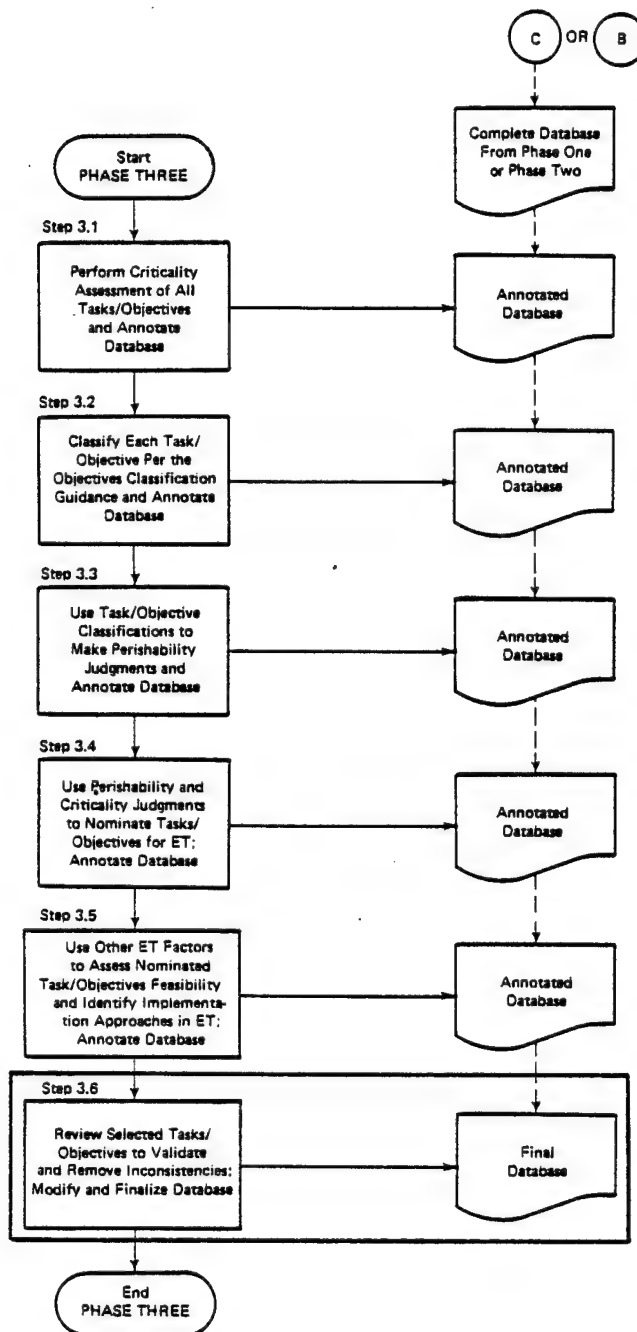 C OR B
Complete Database
From Phase One
or Phase Two
Start
PHASE THREE
Step 3.1
Perform Criticality
Assessment of All
Tasks/Objectives
and Annotate
Database
Annotated
Database
Step 3.2
Classify Each Task/
Objective Per the
Objectives Classification
Guidance and Annotate
Database
Annotated
Database
Step 3.3
Use Task/Objective
Classifications to
Make Perishability
Judgments and
Annotate Database
Annotated
Database
Step 3.4
Use Perishability and
Criticality Judgments
to Nominate Tasks/
Objectives for ET;
Annotate Database
Annotated
Database
Step 3.5
Use Other ET Factors
to Assess Nominated
Task/Objectives Feasibility
and Identify Implementa-
tion Approaches in ET;
Annotate Database
Annotated
Database
Step 3.6
Review Selected Tasks/
Objectives to Validate
and Remove Inconsistencies;
Modify and Finalize Database
Final
Database
End
PHASE THREE